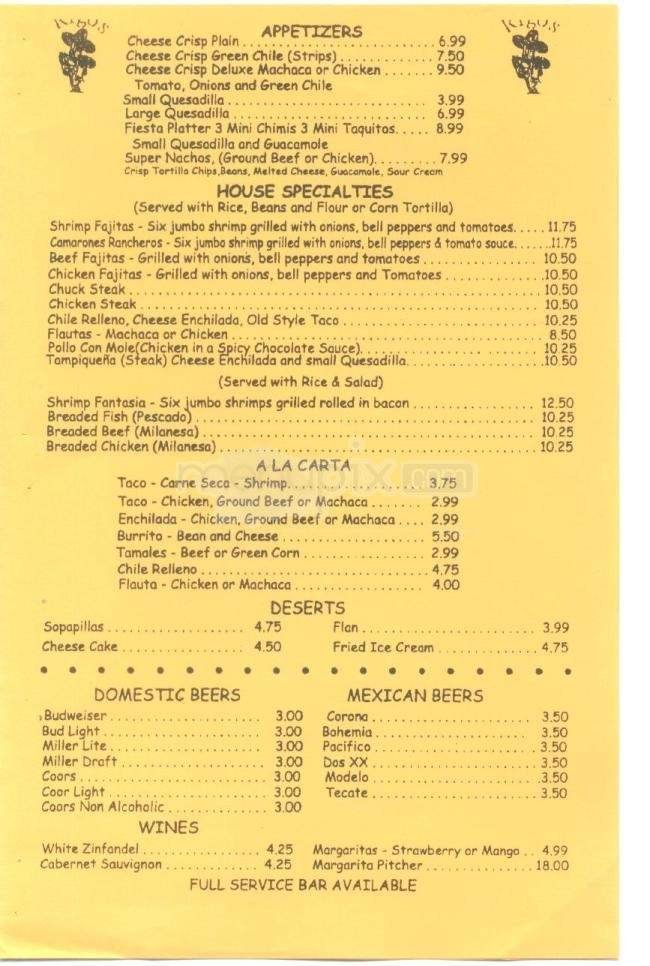 KIKO'S KIKO'S
APPETIZERS
Cheese Crisp Plain ........ 6.99
Cheese Crisp Green Chile (Strips) ........ 7.50
Cheese Crisp Deluxe Machaca or Chicken ....... 9.50
Tomato, Onions and Green Chile
Small Quesadilla ........ 3.99
Large Quesadilla ........ 6.99
Fiesta Platter 3 Mini Chimis 3 Mini Taquitos..... 8.99
Small Quesadilla and Guacamole
Super Nachos, (Ground Beef or Chicken)......... 7.99
Crisp Tortilla Chips,Beans, Melted Cheese, Guacamole, Sour Cream
HOUSE SPECIALTIES
(Served with Rice, Beans and Flour or Corn Tortilla)
Shrimp Fajitas - Six jumbo shrimp grilled with onions, bell peppers and tomatoes..... 11.75
Camarones Rancheros - Six jumbo shrimp grilled with onions, bell peppers & tomato sauce.......11.75
Beef Fajitas - Grilled with onions, bell peppers and tomatoes ........ 10.50
Chicken Fajitas - Grilled with onions, bell peppers and Tomatoes ........ 10.50
Chuck Steak ........ 10.50
Chicken Steak ........ 10.50
Chile Relleno, Cheese Enchilada, Old Style Taco ........ 10.25
Flautas - Machaca or Chicken ........ 8.50
Pollo Con Mole(Chicken in a Spicy Chocolate Sauce)......... 10.25
Tampiqueña (Steak) Cheese Enchilada and small Quesadilla.........10.50
(Served with Rice & Salad)
Shrimp Fantasia - Six jumbo shrimps grilled rolled in bacon ........ 12.50
Breaded Fish (Pescado) ........ 10.25
Breaded Beef (Milanesa) ........ 10.25
Breaded Chicken (Milanesa) ........ 10.25
A LA CARTA
Taco - Carne Seca - Shrimp......... 3.75
Taco - Chicken, Ground Beef or Machaca ....... 2.99
Enchilada - Chicken, Ground Beef or Machaca .... 2.99
Burrito - Bean and Cheese ........ 5.50
Tamales - Beef or Green Corn ........ 2.99
Chile Relleno ........ 4.75
Flauta - Chicken or Machaca ........ 4.00
DESERTS
Sopapillas ........ 4.75 Flan ........ 3.99
Cheese Cake ........ 4.50 Fried Ice Cream ........ 4.75
DOMESTIC BEERS MEXICAN BEERS
Budweiser ........ 3.00 Corona ........ 3.50
Bud Light ........ 3.00 Bohemia ........ 3.50
Miller Lite ........ 3.00 Pacifico ........ 3.50
Miller Draft ........ 3.00 Dos XX ........ 3.50
Coors ........ 3.00 Modelo ........ 3.50
Coor Light ........ 3.00 Tecate ........ 3.50
Coors Non Alcoholic ........ 3.00
WINES
White Zinfandel ........ 4.25 Margaritas - Strawberry or Mango .. 4.99
Cabernet Sauvignon ........ 4.25 Margarita Pitcher ........ 18.00
FULL SERVICE BAR AVAILABLE